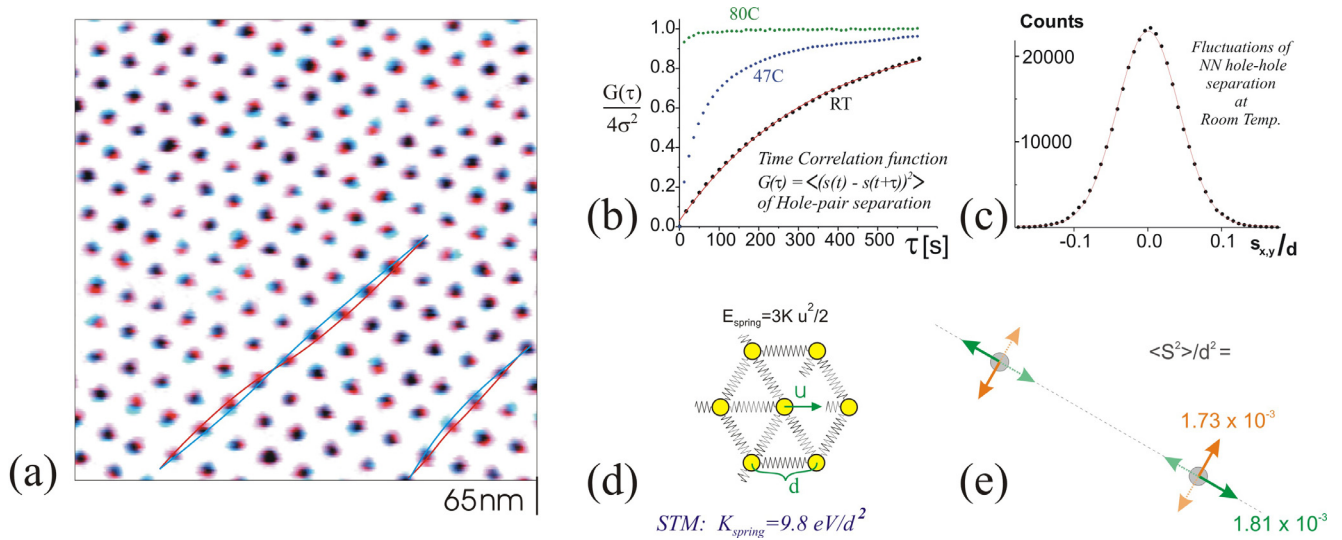 (a)
65nm
80C
47C
RT
G(τ)
4σ²
1.0
0.8
0.6
0.4
0.2
0.0
Time Correlation function
G(τ) = <(s(t) - s(t+τ))²>
of Hole-pair separation
0 100 200 300 400 500
τ [s]
(b)
Counts
20000
10000
Fluctuations of
NN hole-hole
separation
at
Room Temp.
-0.1 0.0 0.1
s_x,y/d
(c)
E_spring=3K u²/2
u
d
(d)
STM: K_spring=9.8 eV/d²
<S²>/d² =
1.73 x 10⁻³
1.81 x 10⁻³
(e)